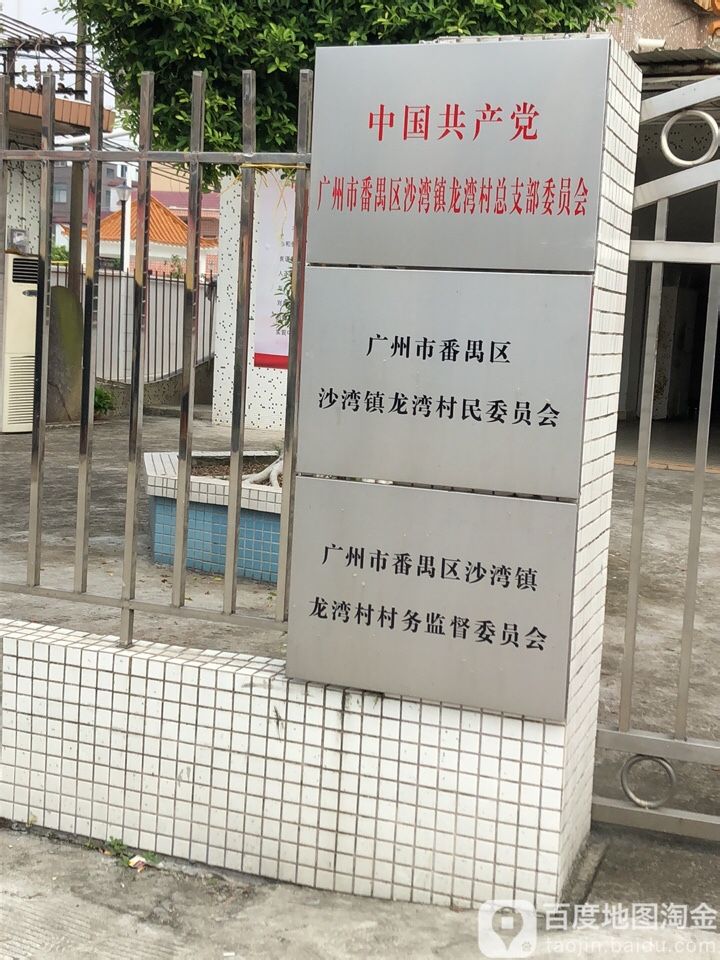 中国共产党
广州市番禺区沙湾镇龙湾村总支部委员会
广州市番禺区
沙湾镇龙湾村民委员会
广州市番禺区沙湾镇
龙湾村村务监督委员会
百度地图淘金
taojin.baidu.com